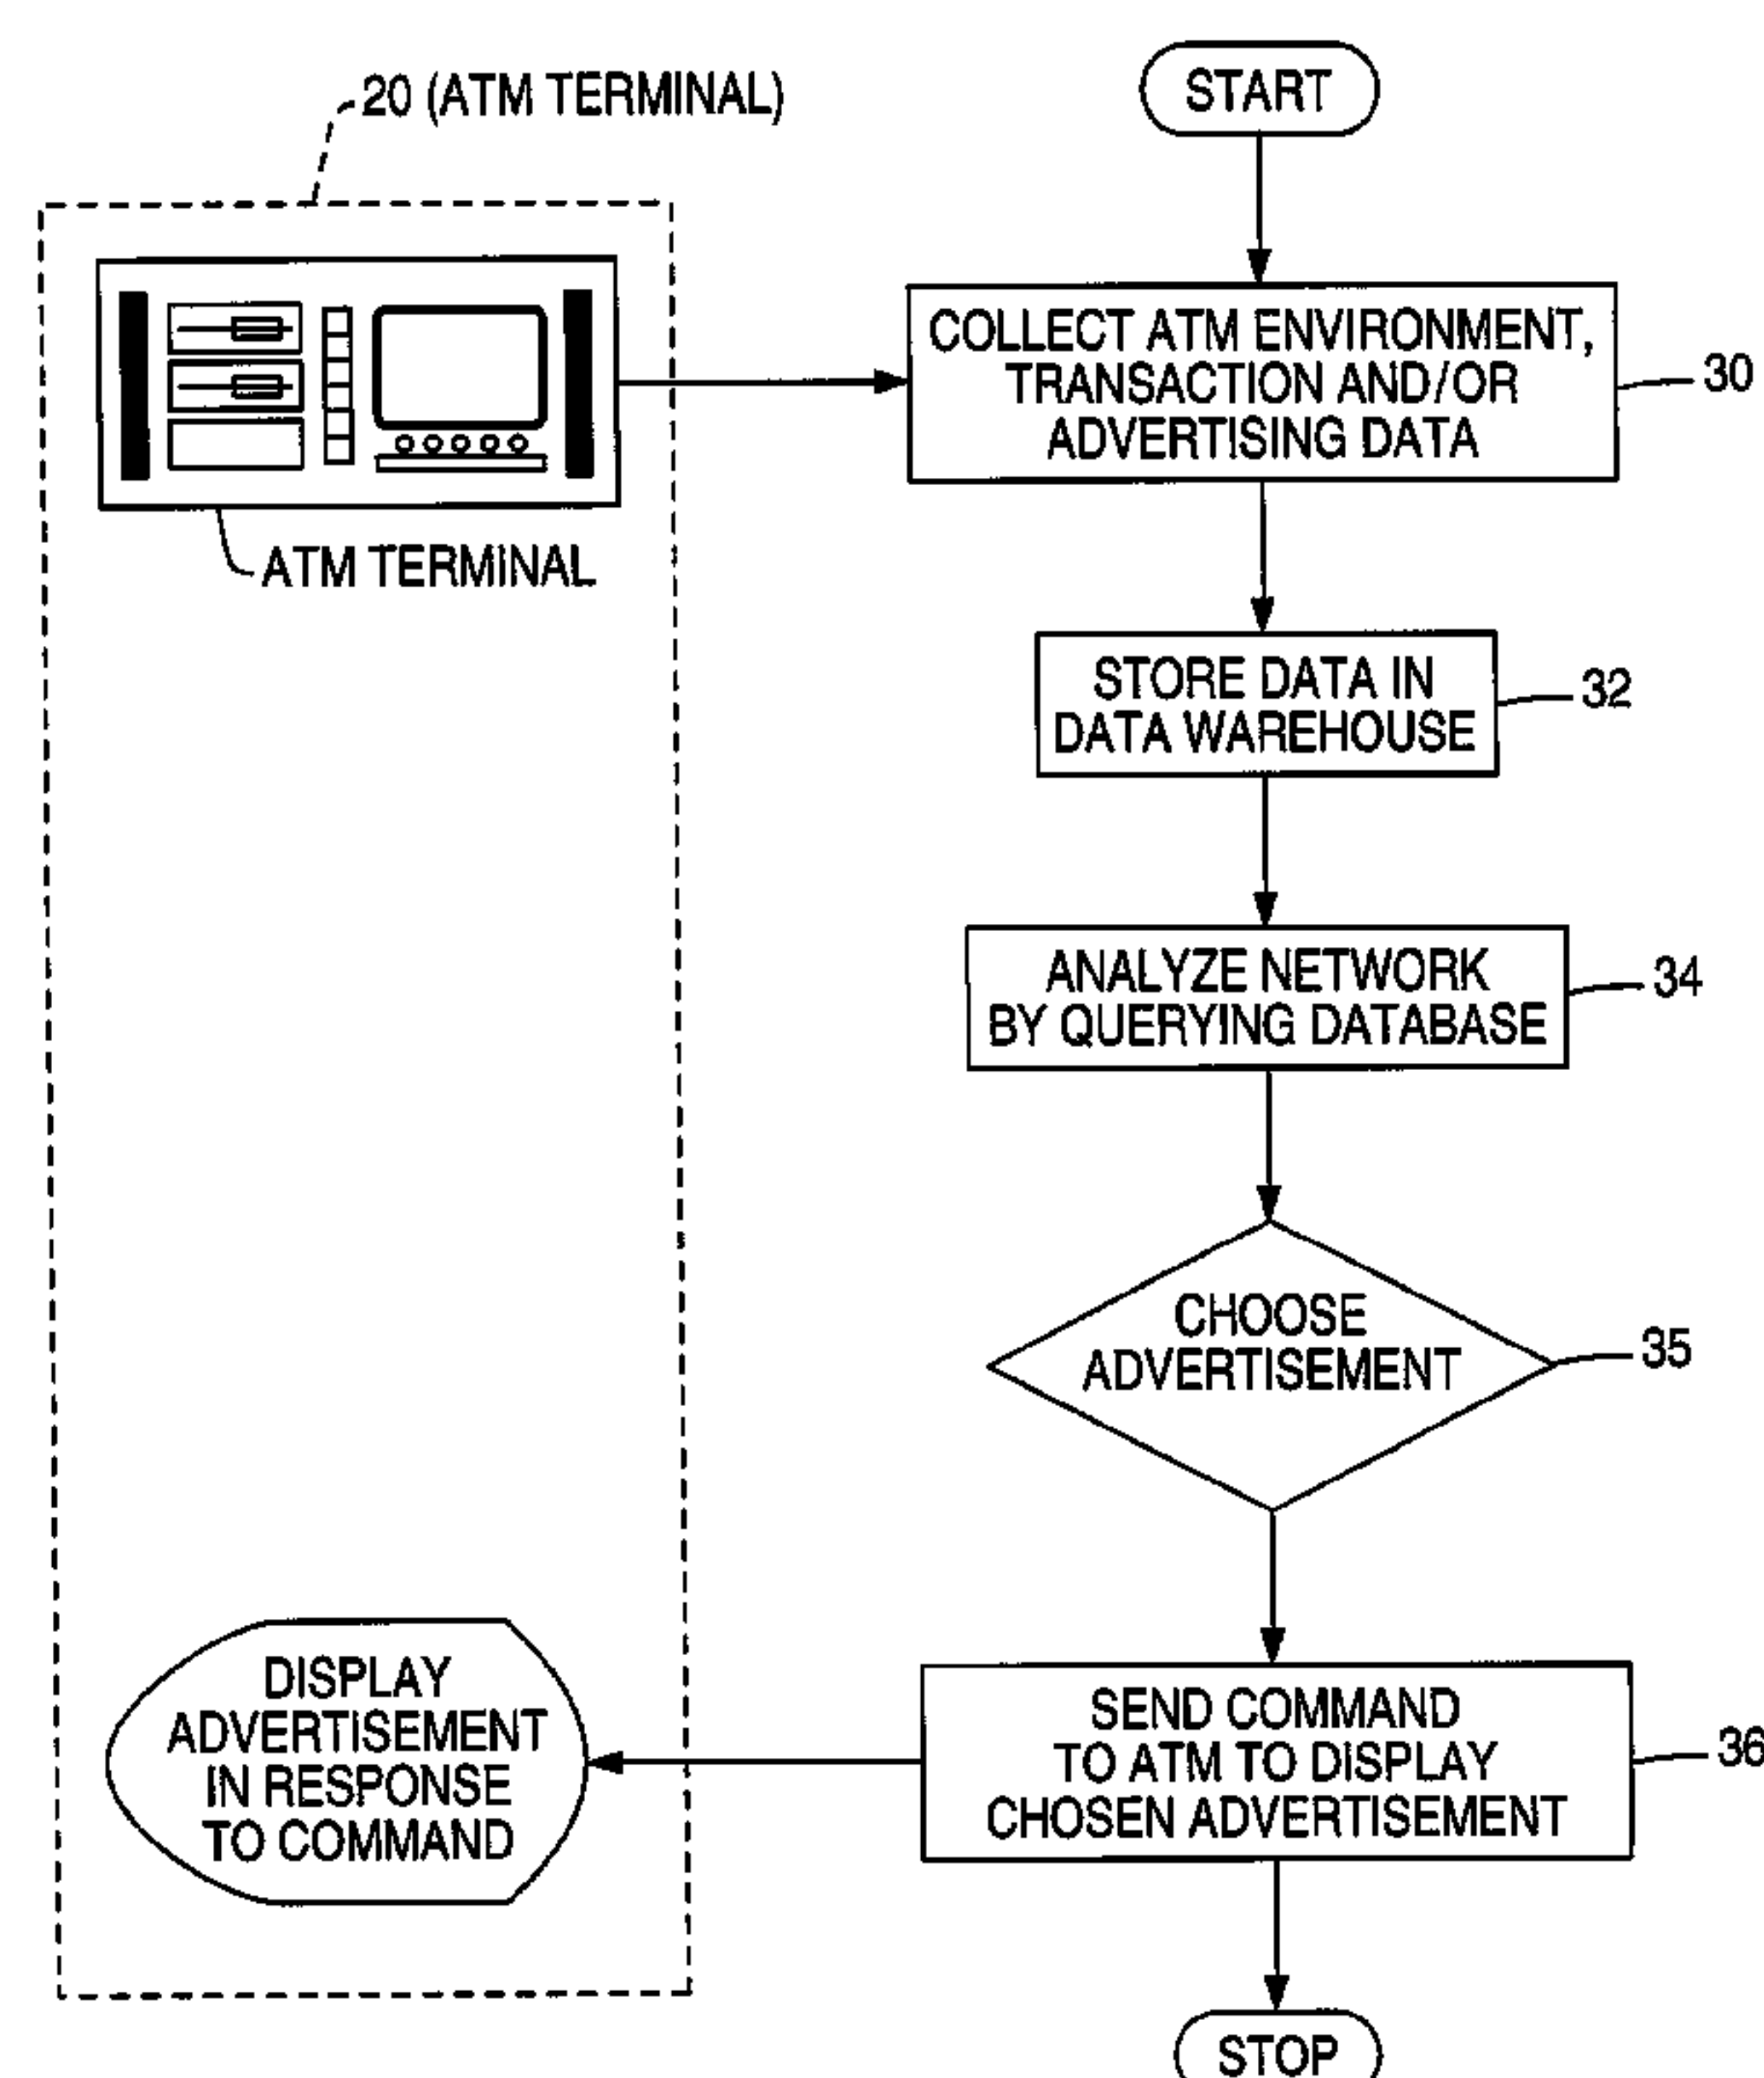 20 (ATM TERMINAL)
START
COLLECT ATM ENVIRONMENT,
TRANSACTION AND/OR
ADVERTISING DATA
30
ATM TERMINAL
STORE DATA IN
DATA WAREHOUSE
32
ANALYZE NETWORK
BY QUERYING DATABASE
34
CHOOSE
ADVERTISEMENT
35
SEND COMMAND
TO ATM TO DISPLAY
CHOSEN ADVERTISEMENT
36
DISPLAY
ADVERTISEMENT
IN RESPONSE
TO COMMAND
STOP